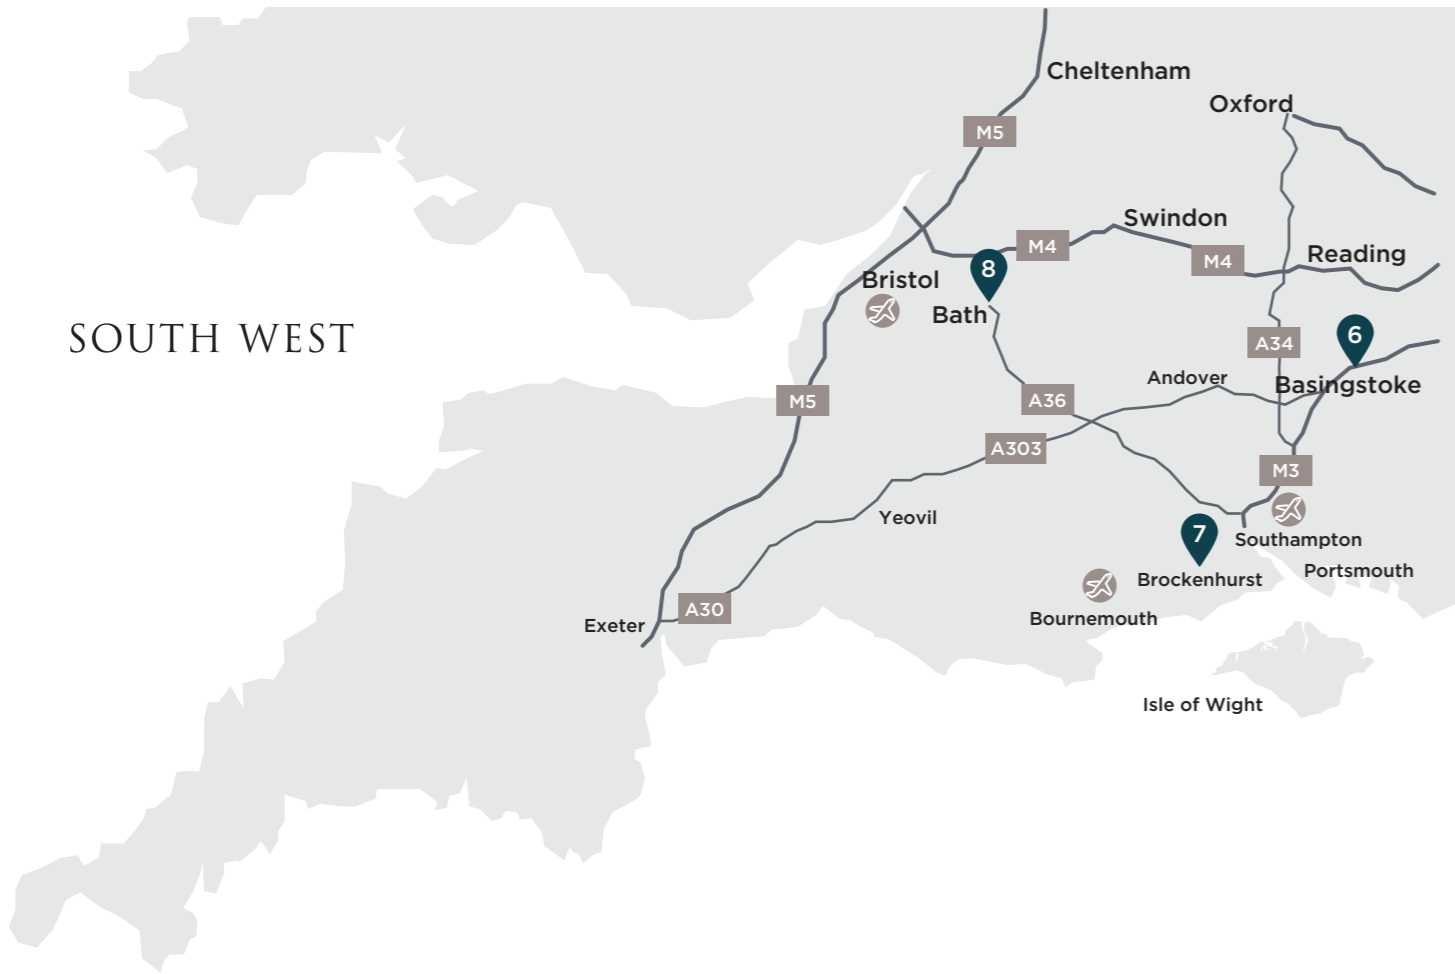 Cheltenham
Oxford
M5
Swindon
M4
M4
Reading
8
Bristol
Bath
SOUTH WEST
A34
6
Andover
Basingstoke
M5
A36
A303
M3
Yeovil
7
Southampton
Portsmouth
Brockenhurst
A30
Bournemouth
Exeter
Isle of Wight